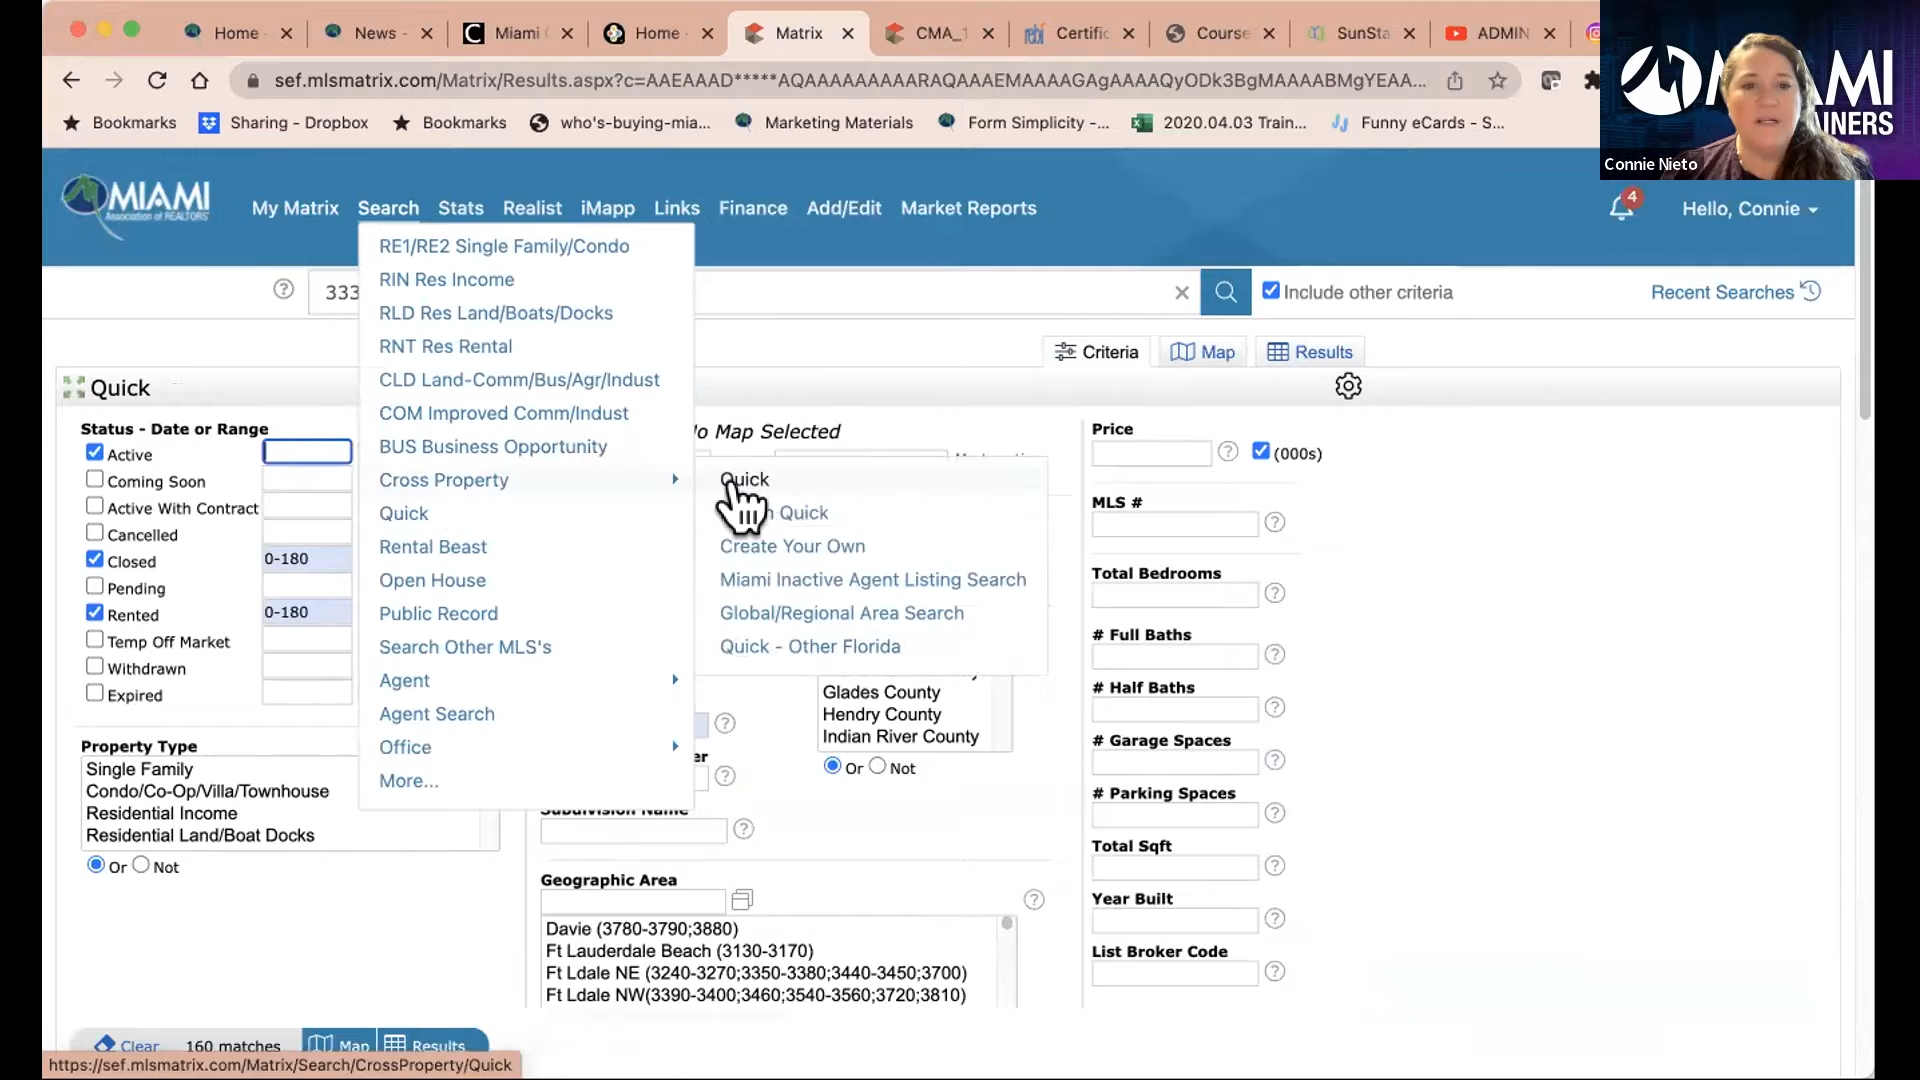 Home
News -
Miami
Home
Matrix
CMA_1
Certific
Course
SunSta
ADMIN
sef.mlsmatrix.com/Matrix/Results.aspx?c=AAEAAAD*****AQAAAAAAAAARAQAAAEMAAAAGAgAAAAQyODk3BgMAAAABMgYEAA...
Bookmarks
Sharing - Dropbox
Bookmarks
who's-buying-mia...
Marketing Materials
Form Simplicity -...
2020.04.03 Train...
Funny eCards - S...
Connie Nieto
MIAMI
Association of REALTORS
My Matrix Search Stats Realist iMapp Links Finance Add/Edit Market Reports
4
Hello, Connie
333
Include other criteria
Recent Searches
Criteria
Map
Results
Quick
RE1/RE2 Single Family/Condo
RIN Res Income
RLD Res Land/Boats/Docks
RNT Res Rental
CLD Land-Comm/Bus/Agr/Indust
COM Improved Comm/Indust
BUS Business Opportunity
Cross Property
Quick
Rental Beast
Open House
Public Record
Search Other MLS's
Agent
Agent Search
Office
More...
Quick
Quick
Create Your Own
Miami Inactive Agent Listing Search
Global/Regional Area Search
Quick - Other Florida
Status - Date or Range
Active
Coming Soon
Active With Contract
Cancelled
Closed 0-180
Pending
Rented 0-180
Temp Off Market
Withdrawn
Expired
Property Type
Single Family
Condo/Co-Op/Villa/Townhouse
Residential Income
Residential Land/Boat Docks
Or Not
Map Selected
Glades County
Hendry County
Indian River County
Or Not
Subdivision Name
Geographic Area
Davie (3780-3790;3880)
Ft Lauderdale Beach (3130-3170)
Ft Ldale NE (3240-3270;3350-3380;3440-3450;3700)
Ft Ldale NW(3390-3400;3460;3540-3560;3720;3810)
Price
(000s)
MLS #
Total Bedrooms
# Full Baths
# Half Baths
# Garage Spaces
# Parking Spaces
Total Sqft
Year Built
List Broker Code
Clear
160 matches
Map
Results
https://sef.mlsmatrix.com/Matrix/Search/CrossProperty/Quick